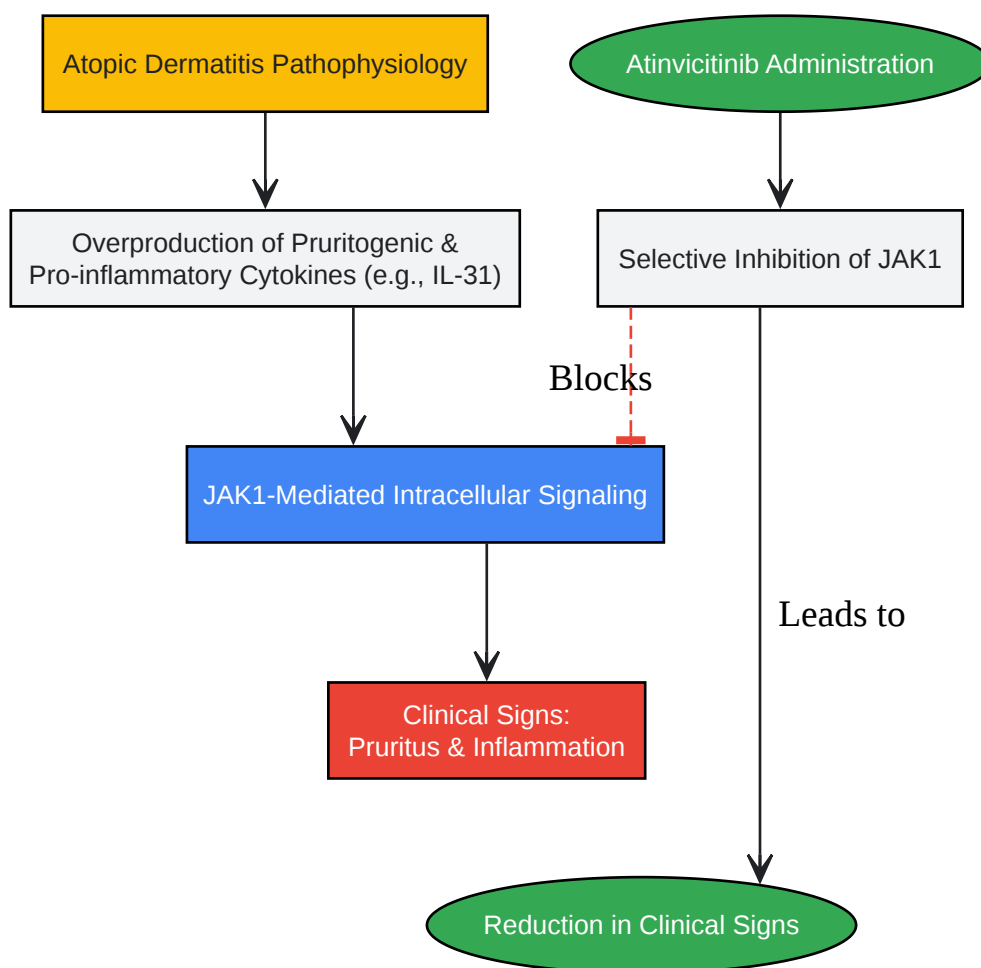 Atopic Dermatitis Pathophysiology
Atinvicitinib Administration
Overproduction of Pruritogenic &
Pro-inflammatory Cytokines (e.g., IL-31)
Selective Inhibition of JAK1
Blocks
JAK1-Mediated Intracellular Signaling
Leads to
Clinical Signs:
Pruritus & Inflammation
Reduction in Clinical Signs